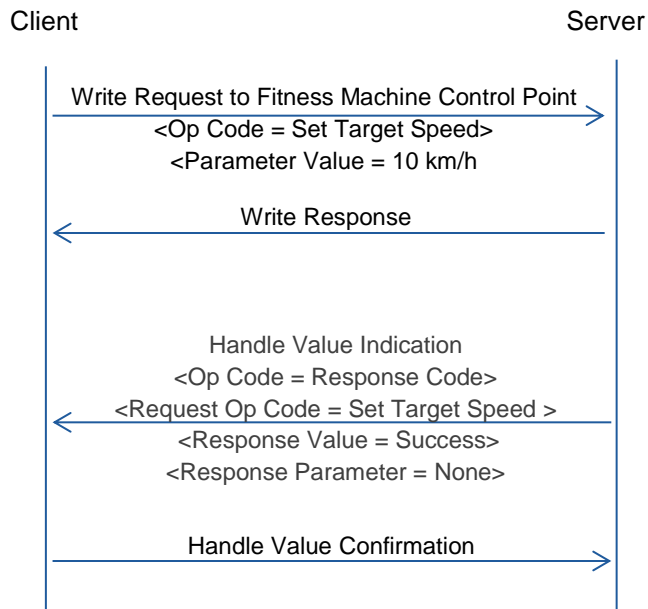 Client
Server
Write Request to Fitness Machine Control Point
<Op Code = Set Target Speed>
<Parameter Value = 10 km/h
Write Response
Handle Value Indication
<Op Code = Response Code>
<Request Op Code = Set Target Speed >
<Response Value = Success>
<Response Parameter = None>
Handle Value Confirmation